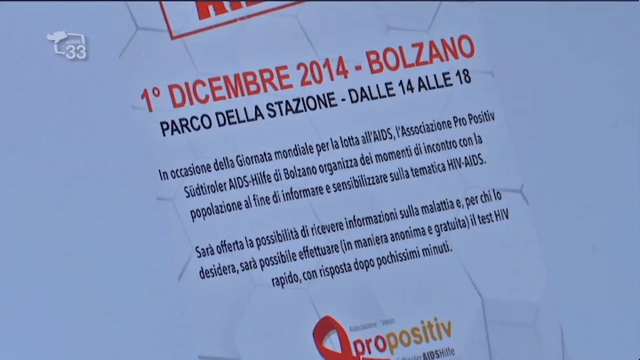 33
1° DICEMBRE 2014 - BOLZANO
PARCO DELLA STAZIONE - DALLE 14 ALLE 18
In occasione della Giornata mondiale per la lotta all'AIDS, l'Associazione Pro Positiv
Südtiroler AIDS-Hilfe di Bolzano organizza dei momenti di incontro con la
popolazione al fine di informare e sensibilizzare sulla tematica HIV-AIDS.
Sarà offerta la possibilità di ricevere informazioni sulla malattia e, per chi lo
desidera, sarà possibile effettuare (in maniera anonima e gratuita) il test HIV
rapido, con risposta dopo pochissimi minuti.
Associazione - Verein
propositiv
Südtiroler AIDSHilfe